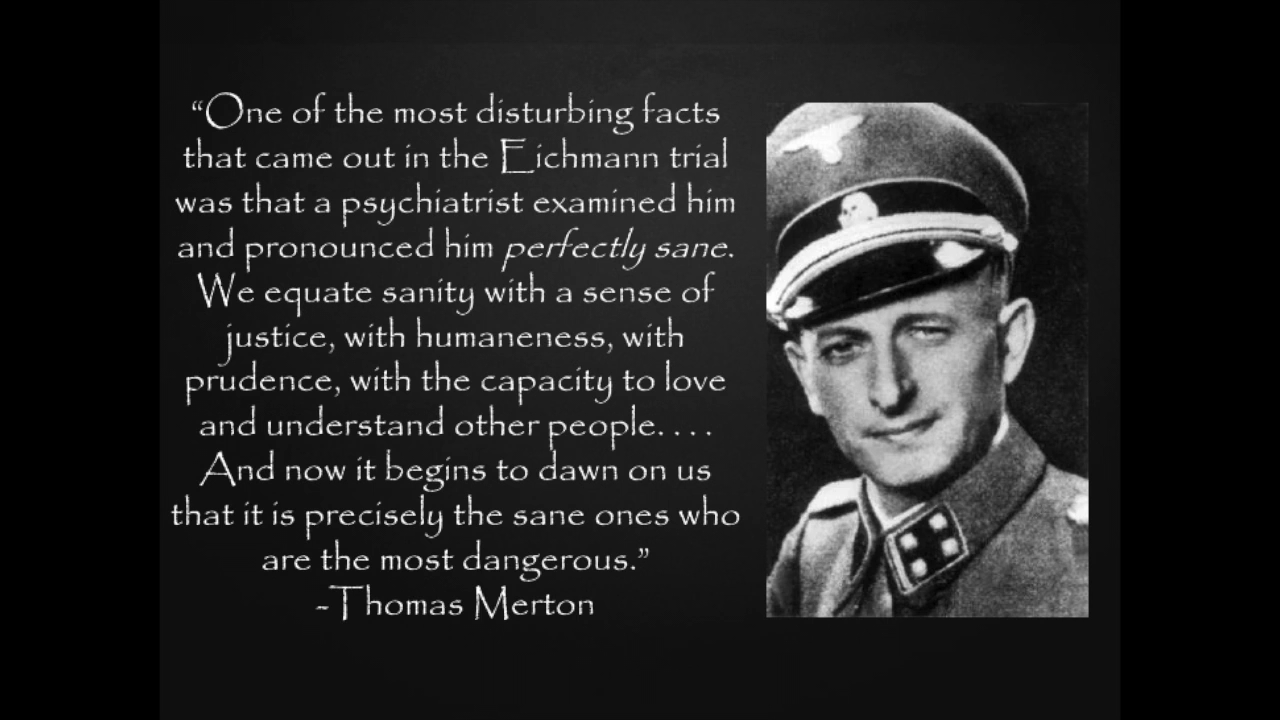 “One of the most disturbing facts
that came out in the Eichmann trial
was that a psychiatrist examined him
and pronounced him perfectly sane.
We equate sanity with a sense of
justice, with humaneness, with
prudence, with the capacity to love
and understand other people. . . .
And now it begins to dawn on us
that it is precisely the sane ones who
are the most dangerous.”
-Thomas Merton